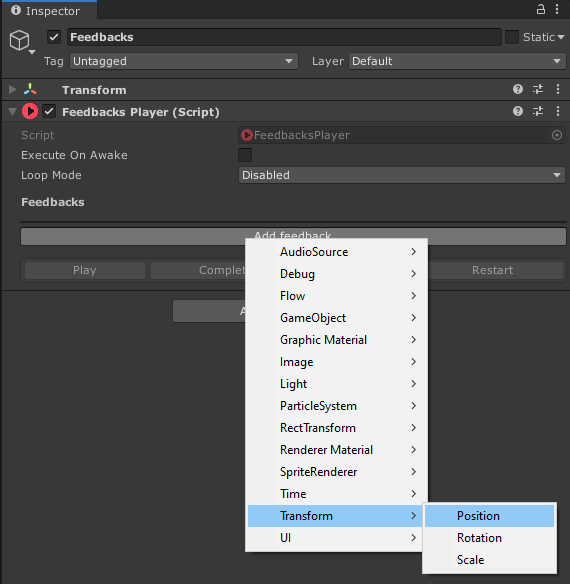 Inspector
Feedbacks Static
Tag Untagged Layer Default
Transform
Feedbacks Player (Script)
Script FeedbacksPlayer
Execute On Awake
Loop Mode Disabled
Feedbacks
Add feedback
Play Complet Restart
A
AudioSource
Debug
Flow
GameObject
Graphic Material
Image
Light
ParticleSystem
RectTransform
Renderer Material
SpriteRenderer
Time
Transform
UI
Position
Rotation
Scale